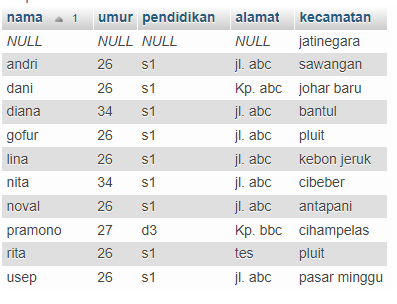 nama 1 umur pendidikan alamat kecamatan
NULL NULL NULL NULL jatinegara
andri 26 s1 jl. abc sawangan
dani 26 s1 Kp. abc johar baru
diana 34 s1 jl. abc bantul
gofur 26 s1 jl. abc pluit
lina 26 s1 jl. abc kebon jeruk
nita 34 s1 jl. abc cibeber
noval 26 s1 jl. abc antapani
pramono 27 d3 Kp. bbc cihampelas
rita 26 s1 tes pluit
usep 26 s1 jl. abc pasar minggu